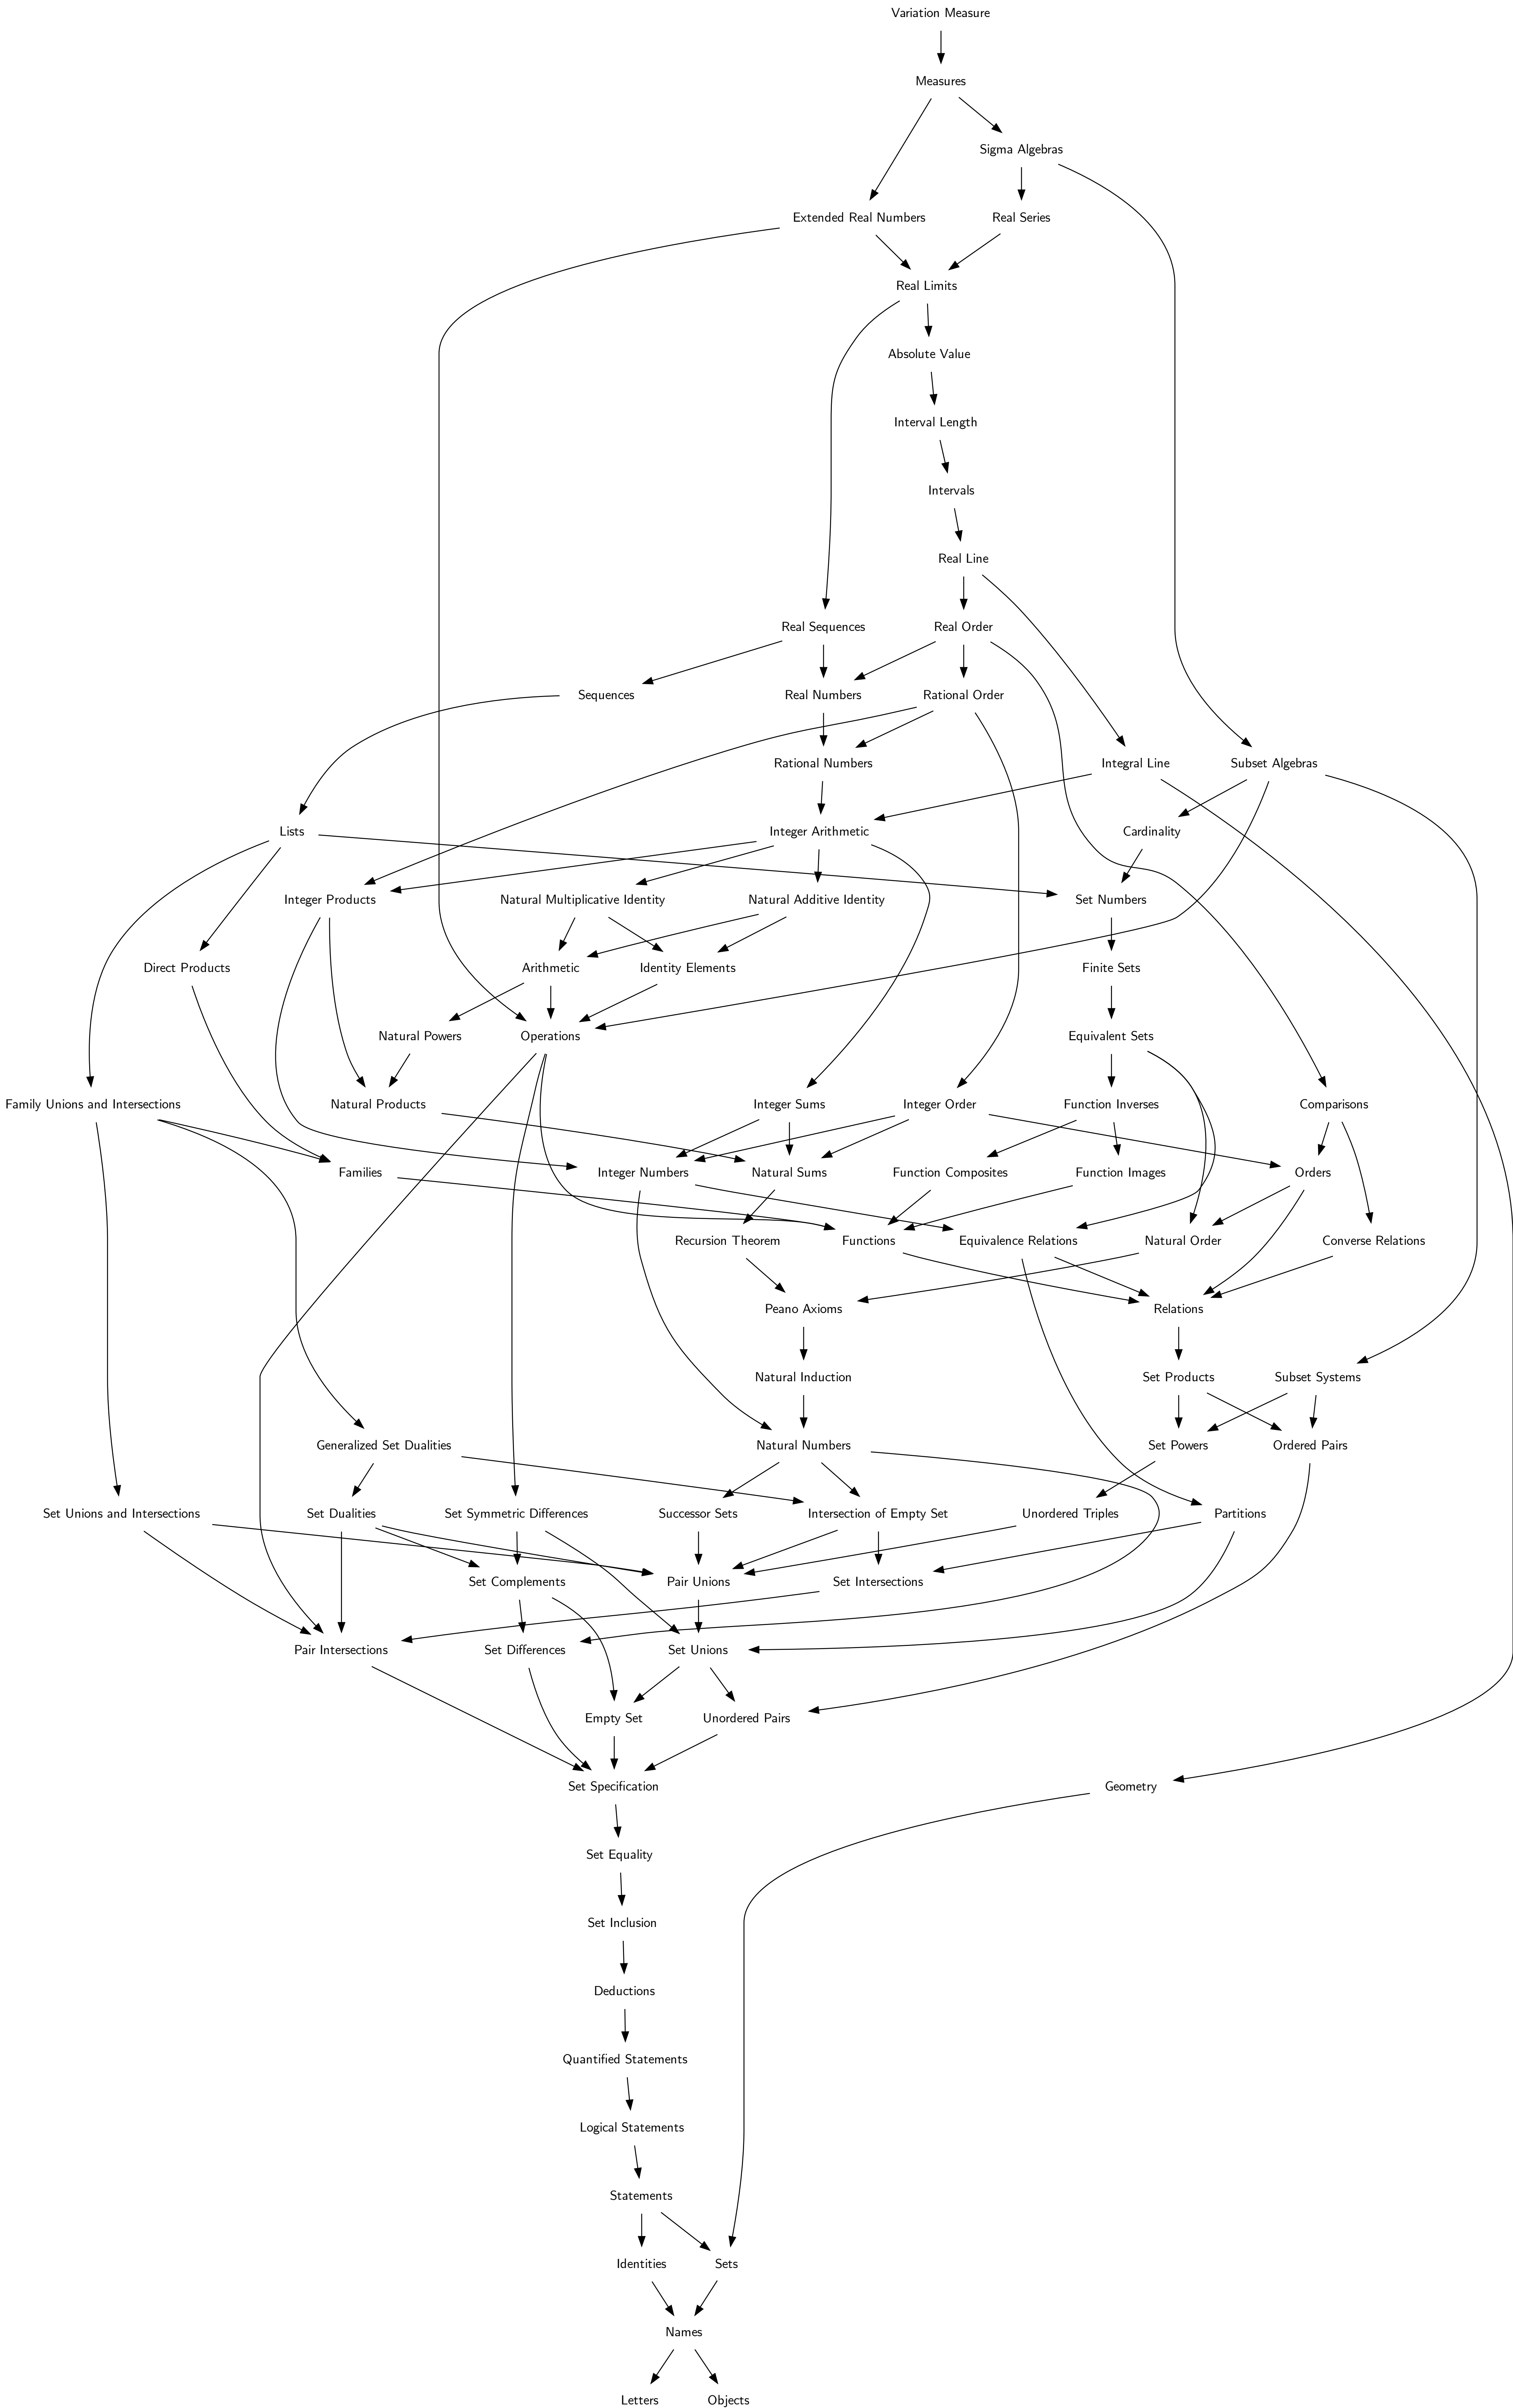 Variation Measure
Measures
Sigma Algebras
Extended Real Numbers
Real Series
Real Limits
Absolute Value
Interval Length
Intervals
Real Line
Real Sequences
Real Order
Sequences
Real Numbers
Rational Order
Rational Numbers
Integral Line
Subset Algebras
Lists
Integer Arithmetic
Cardinality
Integer Products
Natural Multiplicative Identity
Natural Additive Identity
Set Numbers
Direct Products
Arithmetic
Identity Elements
Finite Sets
Natural Powers
Operations
Equivalent Sets
Family Unions and Intersections
Natural Products
Integer Sums
Integer Order
Function Inverses
Comparisons
Families
Integer Numbers
Natural Sums
Function Composites
Function Images
Orders
Recursion Theorem
Functions
Equivalence Relations
Natural Order
Converse Relations
Peano Axioms
Relations
Natural Induction
Set Products
Subset Systems
Generalized Set Dualities
Natural Numbers
Set Powers
Ordered Pairs
Set Unions and Intersections
Set Dualities
Set Symmetric Differences
Successor Sets
Intersection of Empty Set
Unordered Triples
Partitions
Set Complements
Pair Unions
Set Intersections
Pair Intersections
Set Differences
Set Unions
Empty Set
Unordered Pairs
Set Specification
Geometry
Set Equality
Set Inclusion
Deductions
Quantified Statements
Logical Statements
Statements
Identities
Sets
Names
Letters
Objects